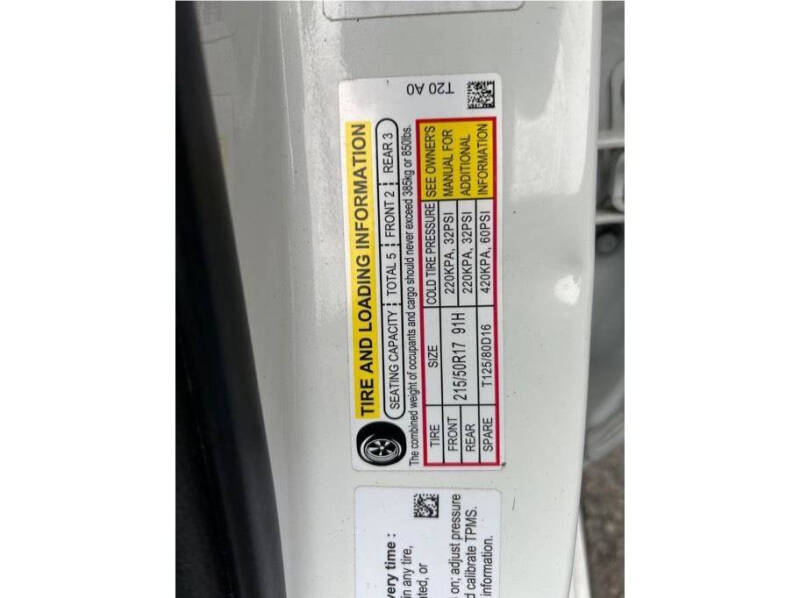 T20 A0
TIRE AND LOADING INFORMATION
SEATING CAPACITY TOTAL 5 FRONT 2 REAR 3
The combined weight of occupants and cargo should never exceed 385kg or 850lbs.
TIRE SIZE COLD TIRE PRESSURE SEE OWNER'S
FRONT 215/50R17 91H 220KPA, 32PSI MANUAL FOR
REAR 220KPA, 32PSI ADDITIONAL
SPARE T125/80D16 420KPA, 60PSI INFORMATION
very time :
in any tire,
or
on; adjust pressure
calibrate TPMS.
information.